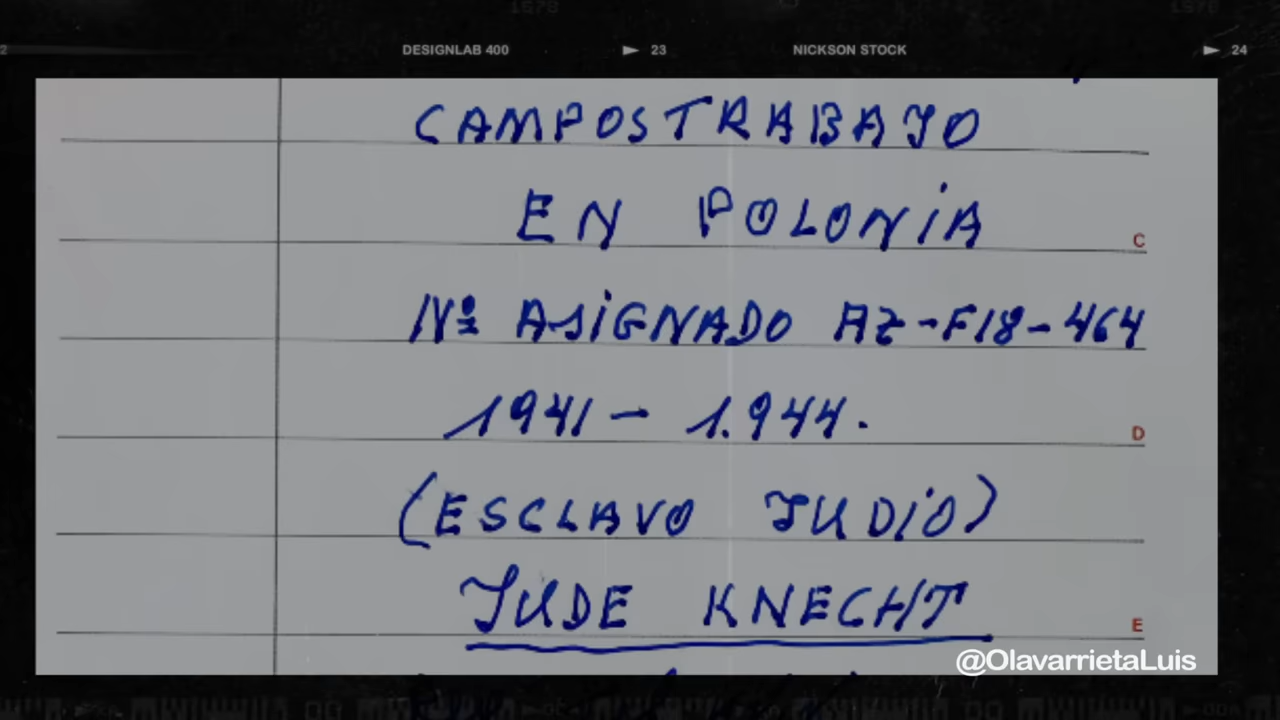 DESIGNLAB 400 23 NICKSON STOCK 24
CAMPOSTRABAJO
EN POLONIA
C
Nº ASIGNADO AZ-F18-464
1941 - 1.944.
D
(ESCLAVO JUDIO)
JUDE KNECHT
E
@OlavarrietaLuis